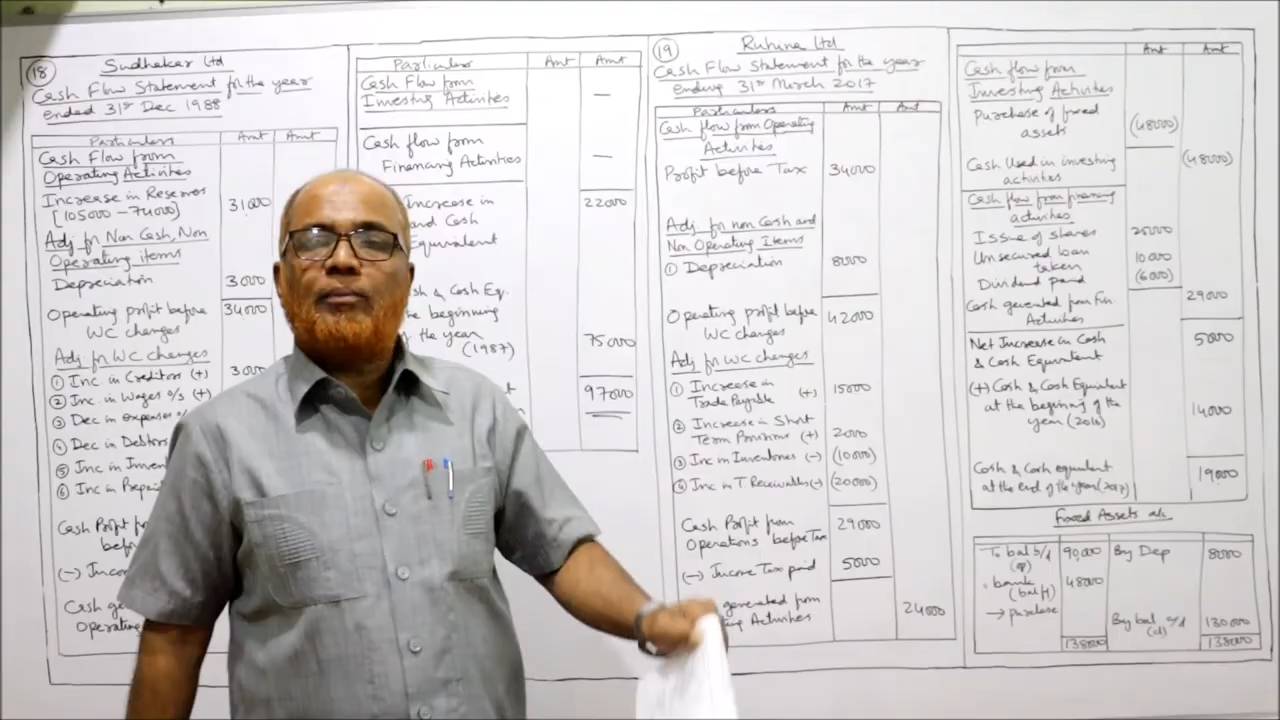 18
Sudhakar Ltd
Cash Flow Statement for the year
ended 31st Dec 1988
Particulars Amt Amt
Cash Flow from
Operating Activities
Increase in Reserves
[105000 - 74000] 31000
Adj for Non Cash, Non
Operating items
Depreciation 3000
Operating profit before 34000
WC changes
Adj for WC changes
① Inc in Creditors (+) 3000
② Inc. in Wages o/s (+)
③ Dec in expenses
④ Dec in Debtors
⑤ Inc in
⑥ Inc in
Cash Profit
(-)
Cash
Particulars Amt Amt
Cash Flow from
Investing Activities —
Cash flow from
Financing Activities —
Increase in 22000
and Cash
Equivalent
& Cash Eq.
beginning
the year
(1987) 75000
97000
19
Ruhina Ltd
Cash Flow Statement for the year
ending 31st March 2017
Particulars Amt Amt
Cash flow from Operating
Activities
Profit before Tax 34000
Adj for non Cash and
Non Operating Items
① Depreciation 8000
Operating profit before 42000
WC changes
Adj for WC changes
① Increase in 15000
Trade Payable (+)
② Increase in Short
Term Provisions (+) 2000
③ Inc in Inventories (-) (10000)
④ Inc in T Receivables (-) (20000)
Cash Profit from 29000
Operations before Tax
(-) Income Tax paid 5000
generated from 24000
Activities
Amt Amt
Cash flow from
Investing Activities
Purchase of fixed
assets (48000)
Cash Used in investing (48000)
activities
Cash flow from financing
activities
Issue of shares 25000
Unsecured loan 10000
taken
Dividend paid (6000)
Cash generated from Fin. 29000
Activities
Net Increase in Cash 5000
& Cash Equivalent
(+) Cash & Cash Equivalent
at the beginning of the 14000
year (2016)
Cash & Cash equivalent 19000
at the end of the year (2017)
Fixed Assets a/c
To bal b/d 90,000 By Dep 8000
(op)
" bank 48000
(bal f)
→ purchase
By bal c/d 130000
(cl)
138000 138000